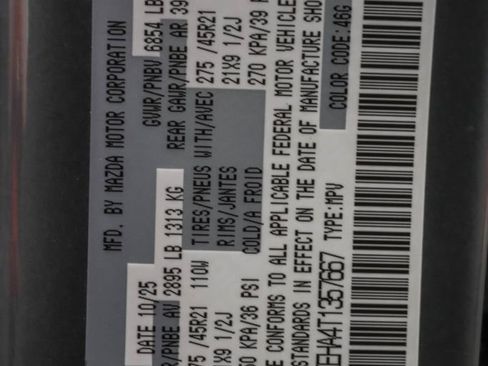 MFD. BY MAZDA MOTOR CORPORATION
DATE 10/25 GVWR/PNBV 6854 LB
R/PNBE AV 2895 LB 1313 KG REAR GAWR/PNBE AR 39
75 /45R21 110W TIRES/PNEUS WITH/AVEC 275 /45R21
1X9 1/2J RIMS/JANTES 21X9 1/2J
50 KPA/36 PSI COLD/A FROID 270 KPA/39 P
E CONFORMS TO ALL APPLICABLE FEDERAL MOTOR VEHICLE
STANDARDS IN EFFECT ON THE DATE OF MANUFACTURE SHO
EHA4T1357667 TYPE:MPV COLOR CODE:46G